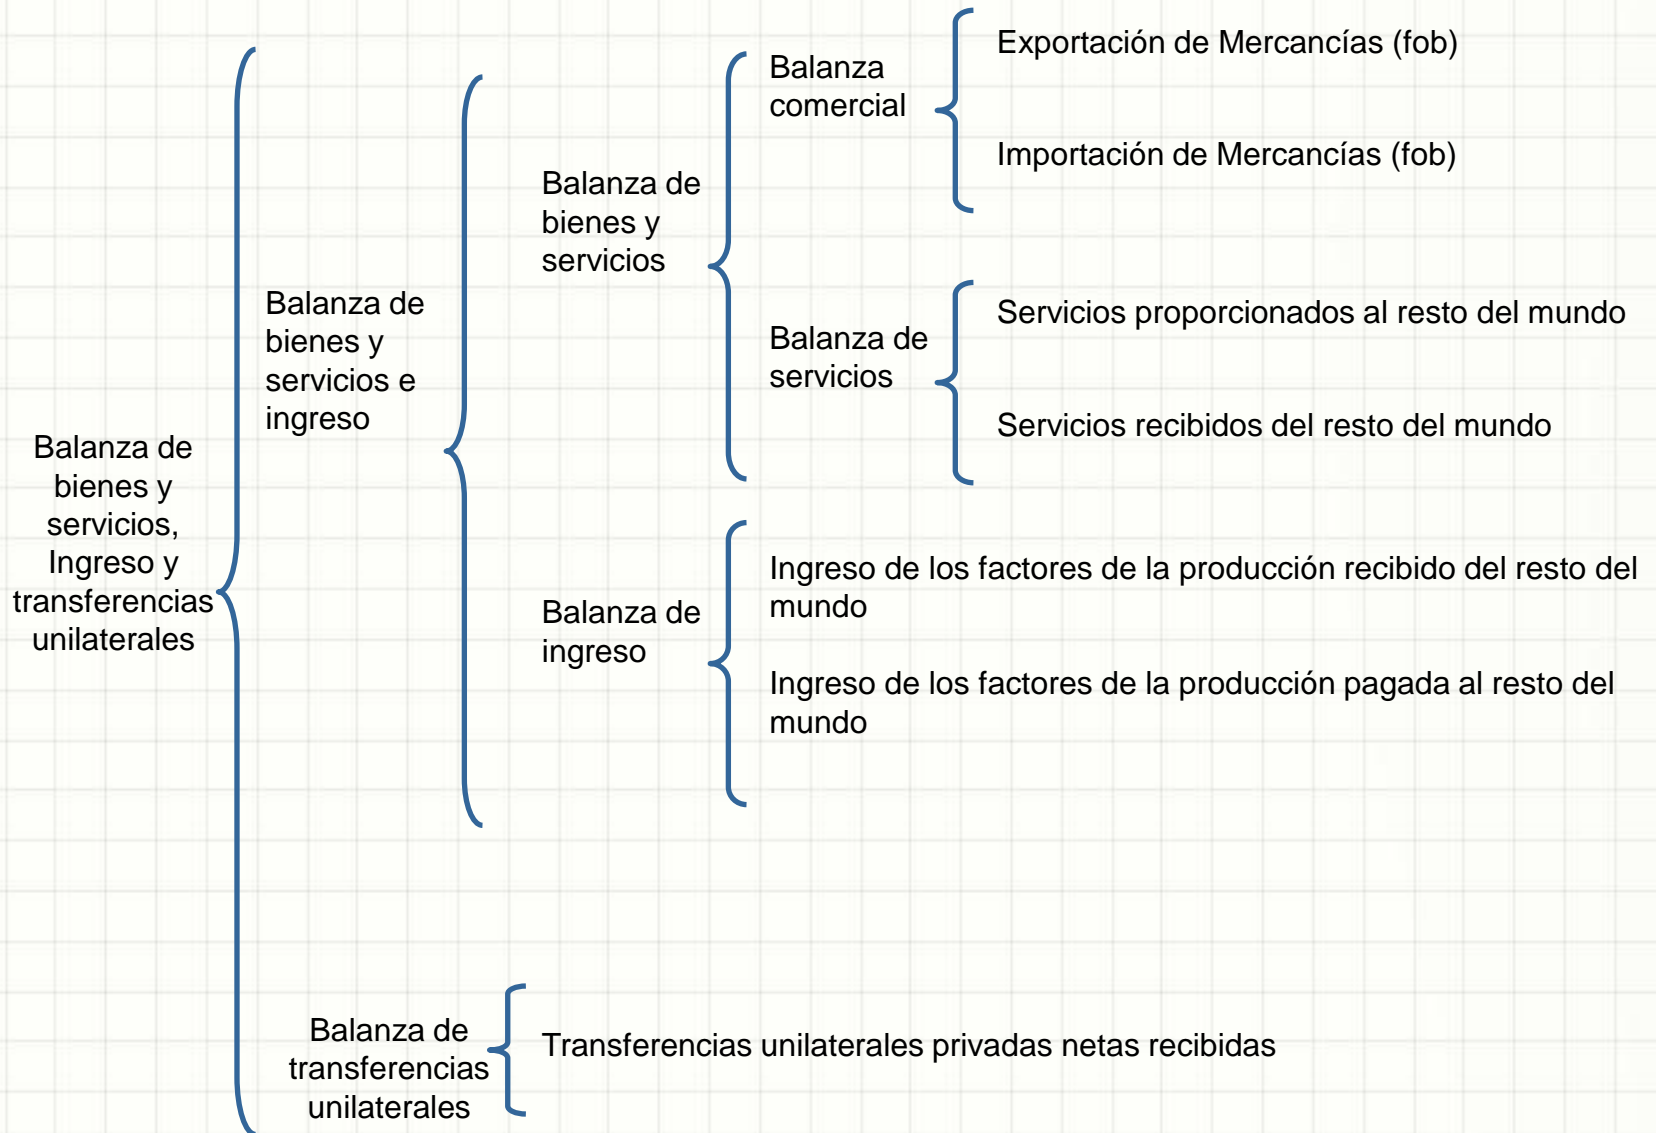 Balanza de
bienes y
servicios,
Ingreso y
transferencias
unilaterales
Balanza de
bienes y
servicios e
ingreso
Balanza de
bienes y
servicios
Balanza
comercial
Exportación de Mercancías (fob)
Importación de Mercancías (fob)
Balanza de
servicios
Servicios proporcionados al resto del mundo
Servicios recibidos del resto del mundo
Balanza de
ingreso
Ingreso de los factores de la producción recibido del resto del
mundo
Ingreso de los factores de la producción pagada al resto del
mundo
Balanza de
transferencias
unilaterales
Transferencias unilaterales privadas netas recibidas